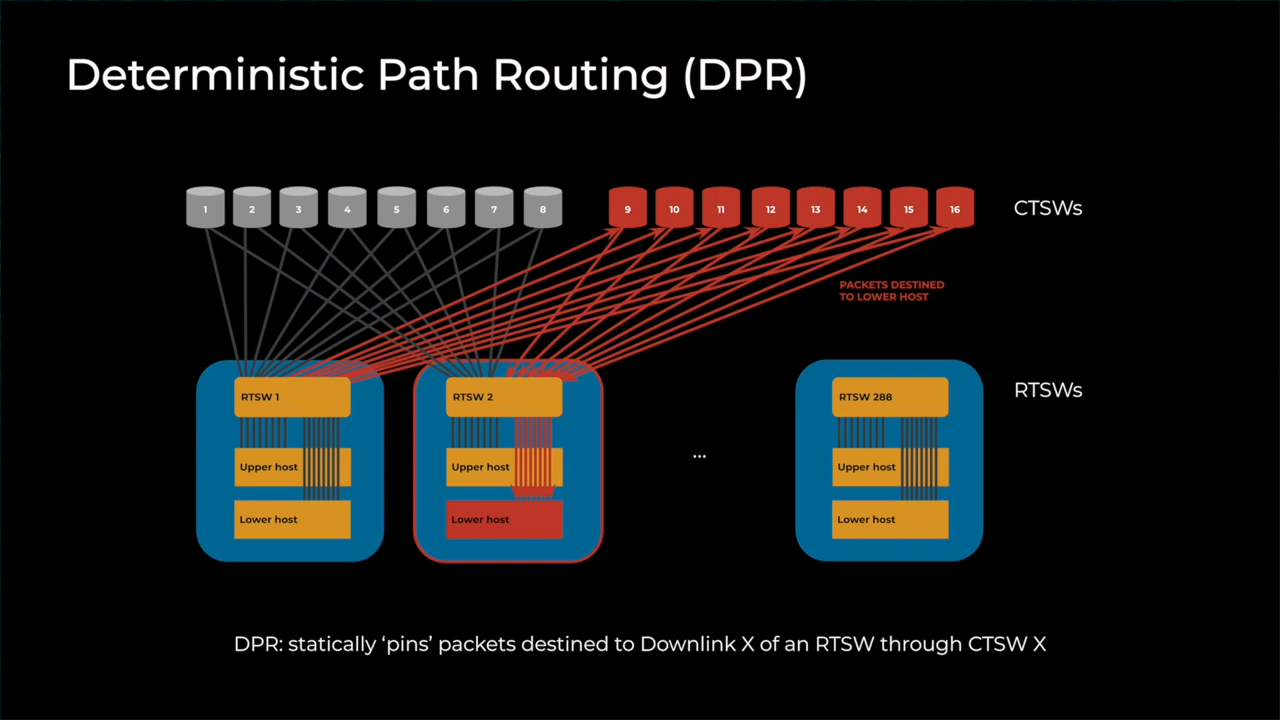 Deterministic Path Routing (DPR)
1 2 3 4 5 6 7 8 9 10 11 12 13 14 15 16
CTSWs
PACKETS DESTINED
TO LOWER HOST
RTSW 1
RTSW 2
RTSW 288
RTSWs
Upper host
Upper host
...
Upper host
Lower host
Lower host
Lower host
DPR: statically ‘pins’ packets destined to Downlink X of an RTSW through CTSW X